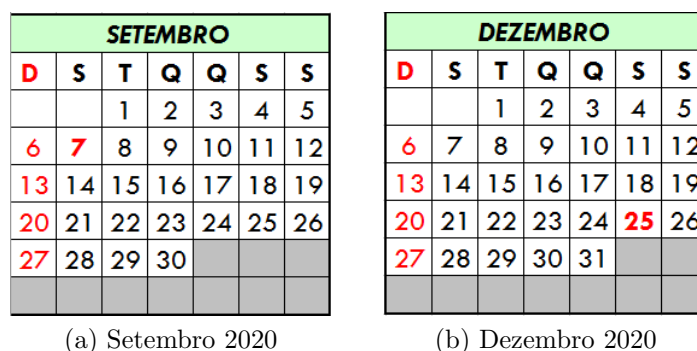 SETEMBRO
D S T Q Q S S
1 2 3 4 5
6 7 8 9 10 11 12
13 14 15 16 17 18 19
20 21 22 23 24 25 26
27 28 29 30
(a) Setembro 2020
DEZEMBRO
D S T Q Q S S
1 2 3 4 5
6 7 8 9 10 11 12
13 14 15 16 17 18 19
20 21 22 23 24 25 26
27 28 29 30 31
(b) Dezembro 2020